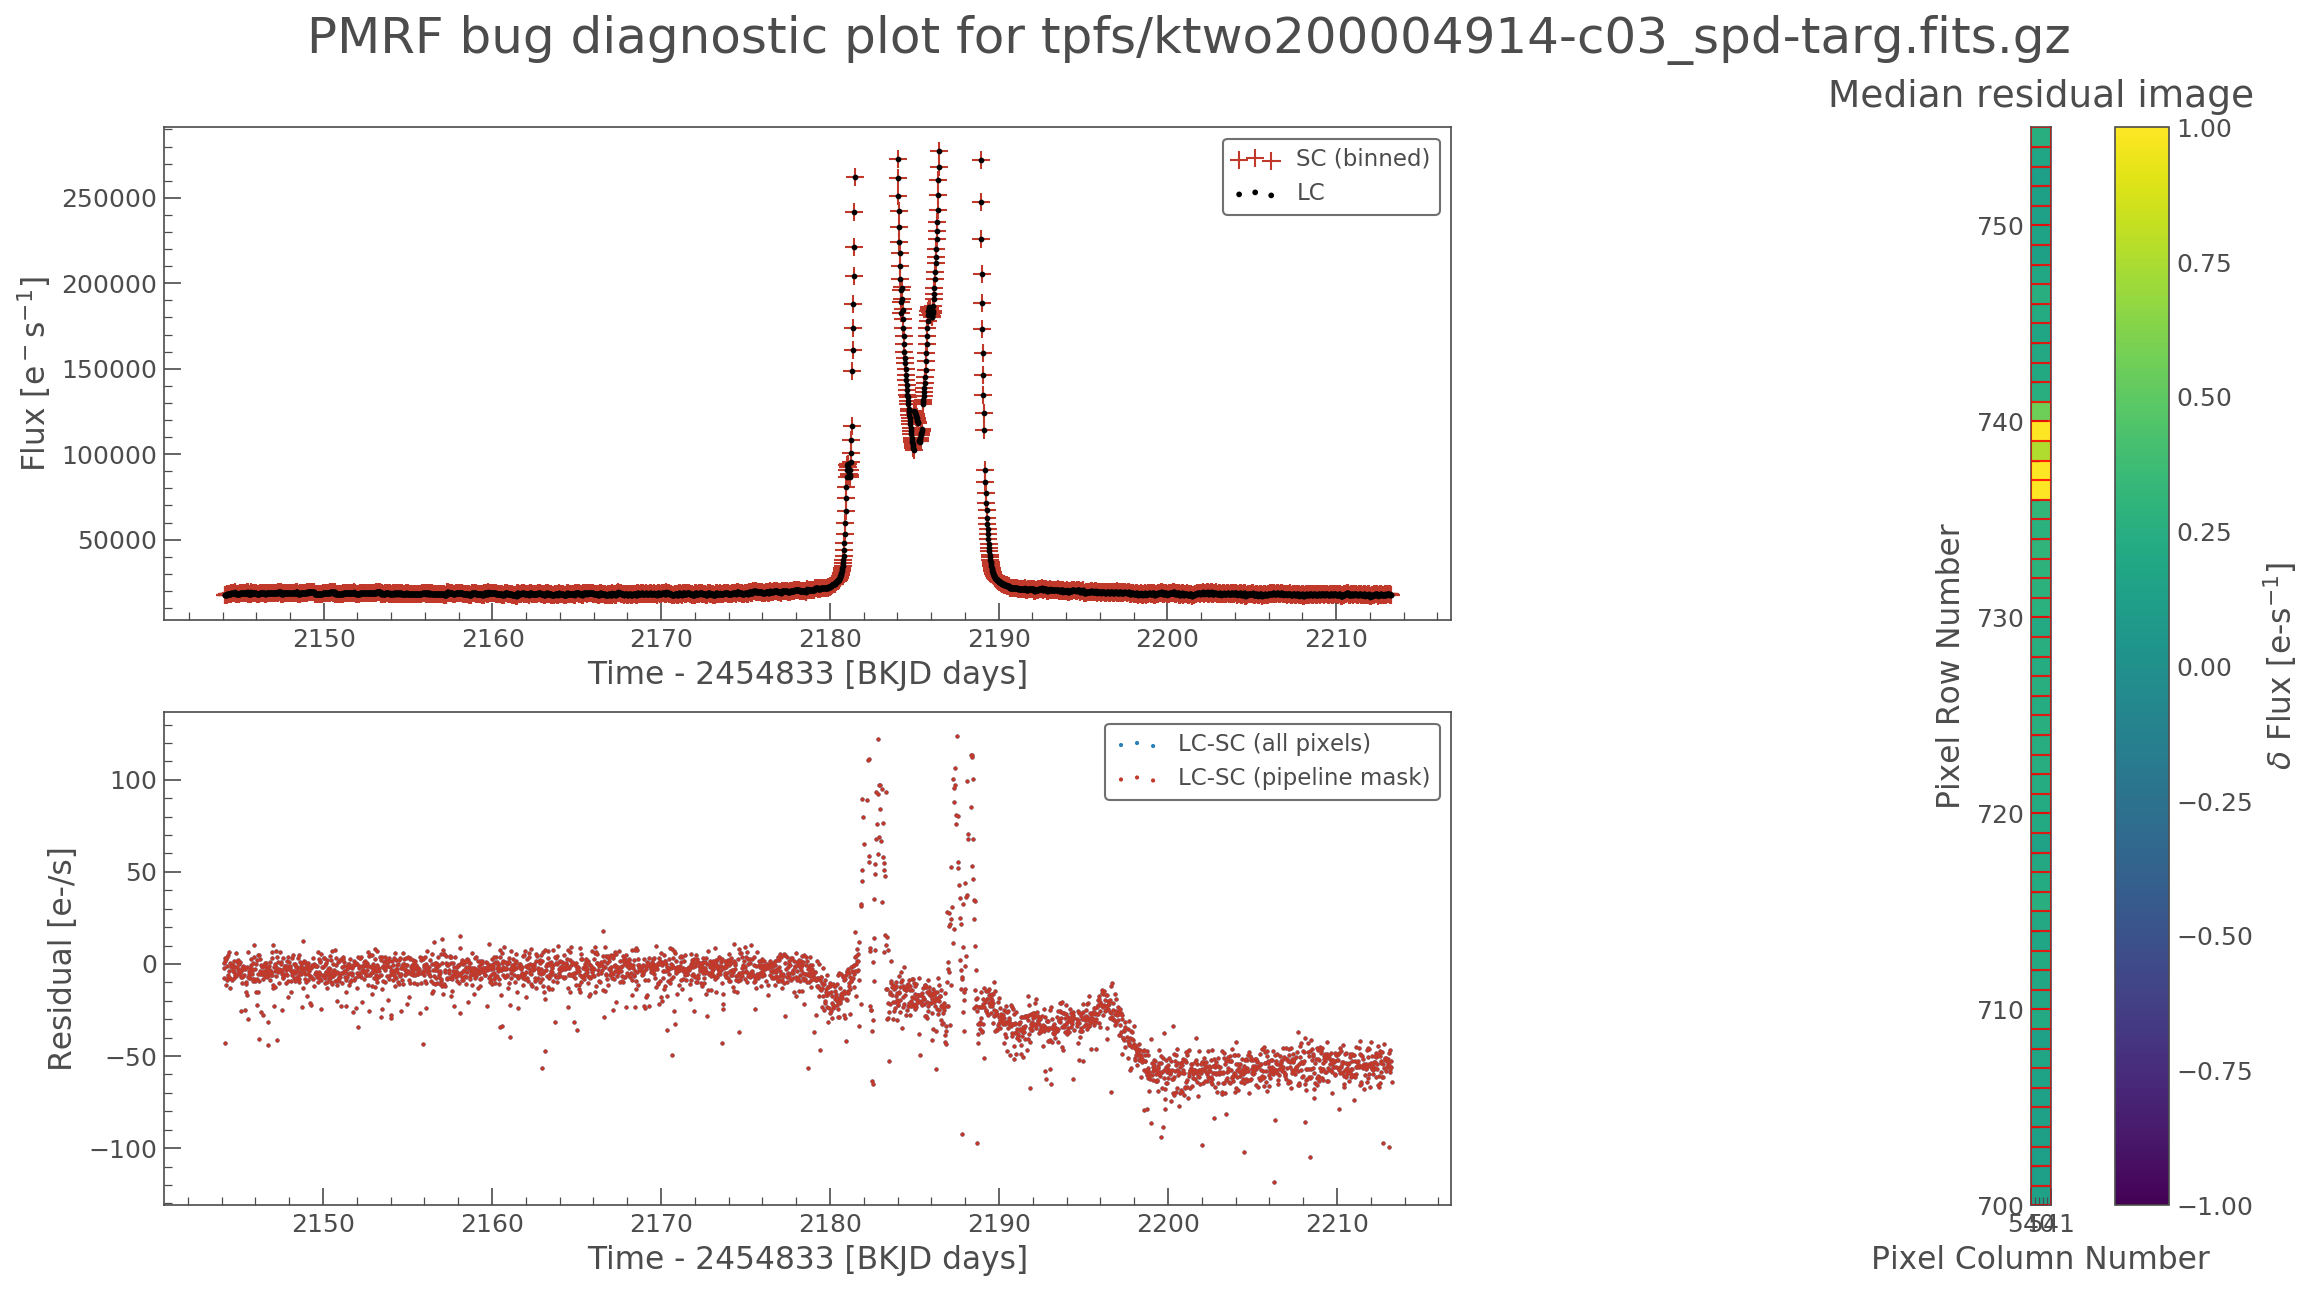 PMRF bug diagnostic plot for tpfs/ktwo200004914-c03_spd-targ.fits.gz
Flux [e⁻ s⁻¹]
250000
200000
150000
100000
50000
SC (binned)
LC
2150 2160 2170 2180 2190 2200 2210
Time - 2454833 [BKJD days]
Residual [e-/s]
100
50
0
−50
−100
LC-SC (all pixels)
LC-SC (pipeline mask)
2150 2160 2170 2180 2190 2200 2210
Time - 2454833 [BKJD days]
Median residual image
Pixel Row Number
750
740
730
720
710
700
540 541
Pixel Column Number
1.00
0.75
0.50
0.25
0.00
−0.25
−0.50
−0.75
−1.00
δ Flux [e-s⁻¹]